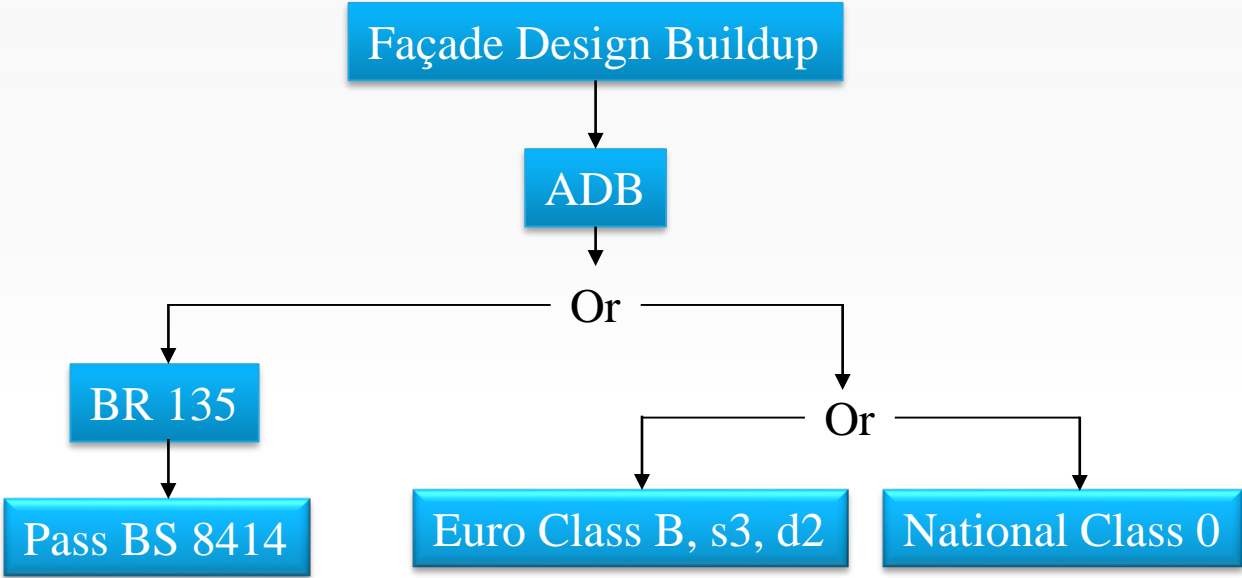 Façade Design Buildup
ADB
Or
BR 135
Or
Pass BS 8414
Euro Class B, s3, d2
National Class 0